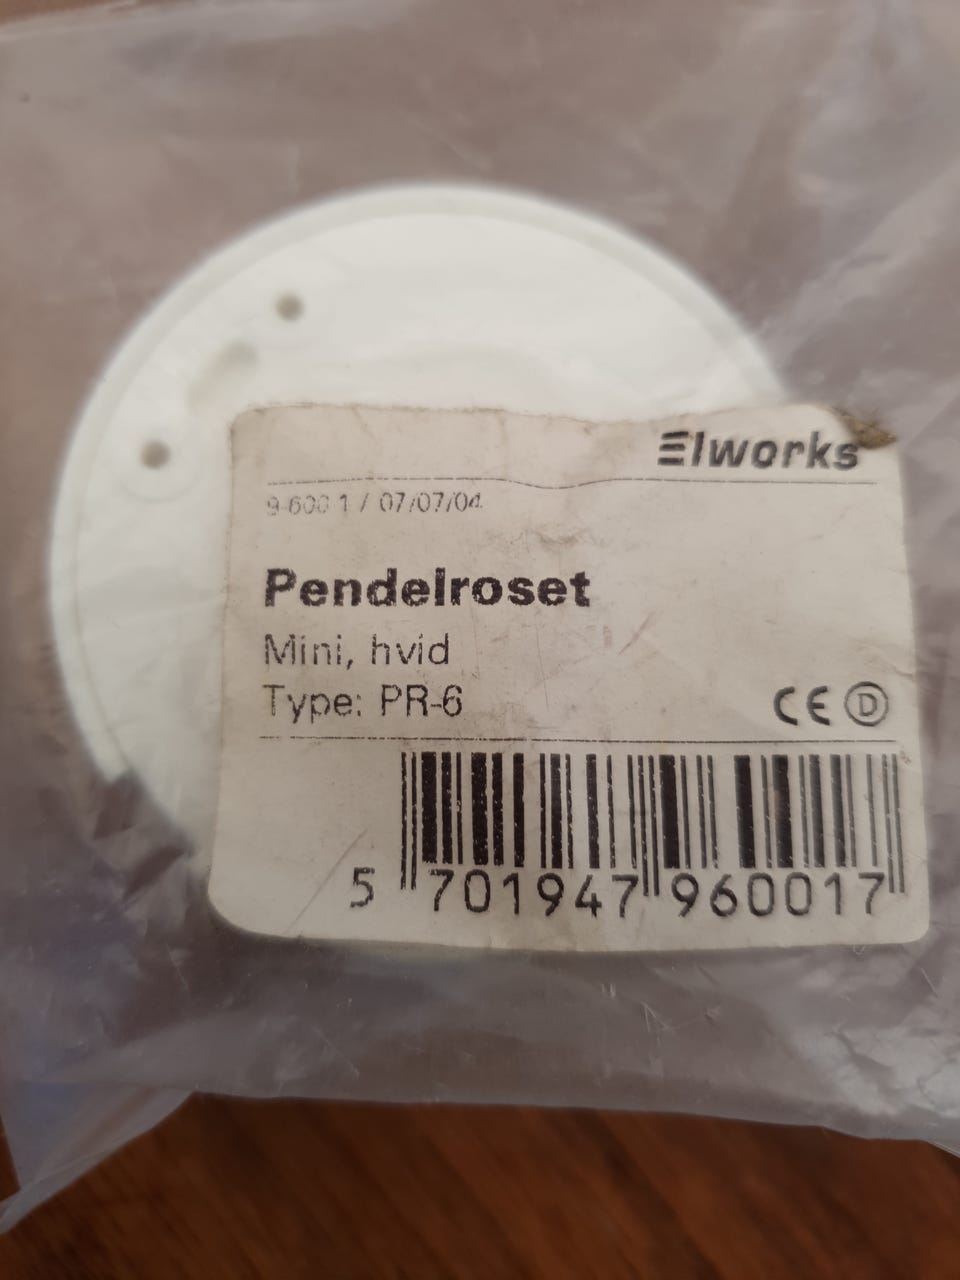 Elworks
9-600 1 / 07/07/04
Pendelroset
Mini, hvid
Type: PR-6
CE D
5 701947 960017